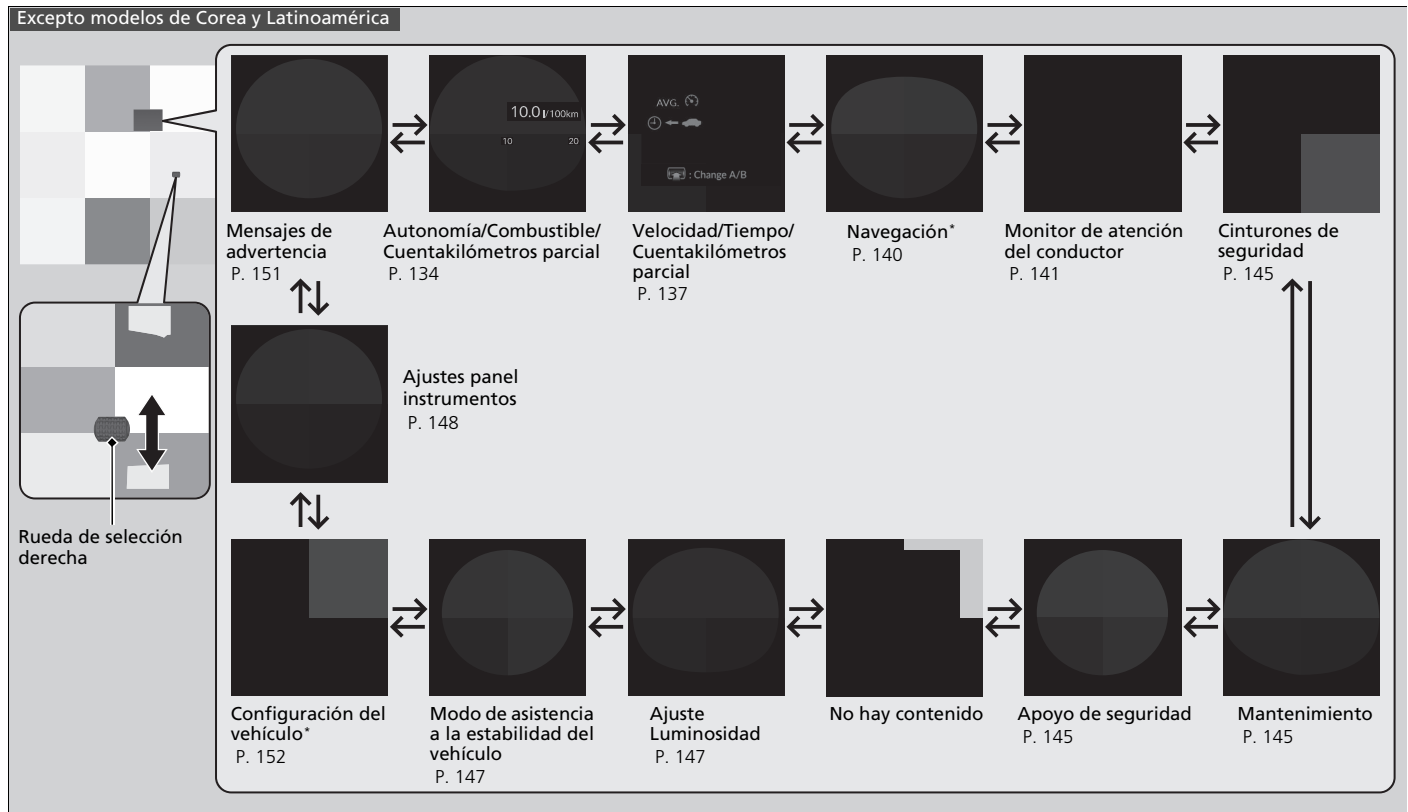 Excepto modelos de Corea y Latinoamérica
10.0 l/100km
10 20
AVG.
: Change A/B
Mensajes de
advertencia
P. 151
Autonomía/Combustible/
Cuentakilómetros parcial
P. 134
Velocidad/Tiempo/
Cuentakilómetros
parcial
P. 137
Navegación*
P. 140
Monitor de atención
del conductor
P. 141
Cinturones de
seguridad
P. 145
Ajustes panel
instrumentos
P. 148
Rueda de selección
derecha
Configuración del
vehículo*
P. 152
Modo de asistencia
a la estabilidad del
vehículo
P. 147
Ajuste
Luminosidad
P. 147
No hay contenido
Apoyo de seguridad
P. 145
Mantenimiento
P. 145